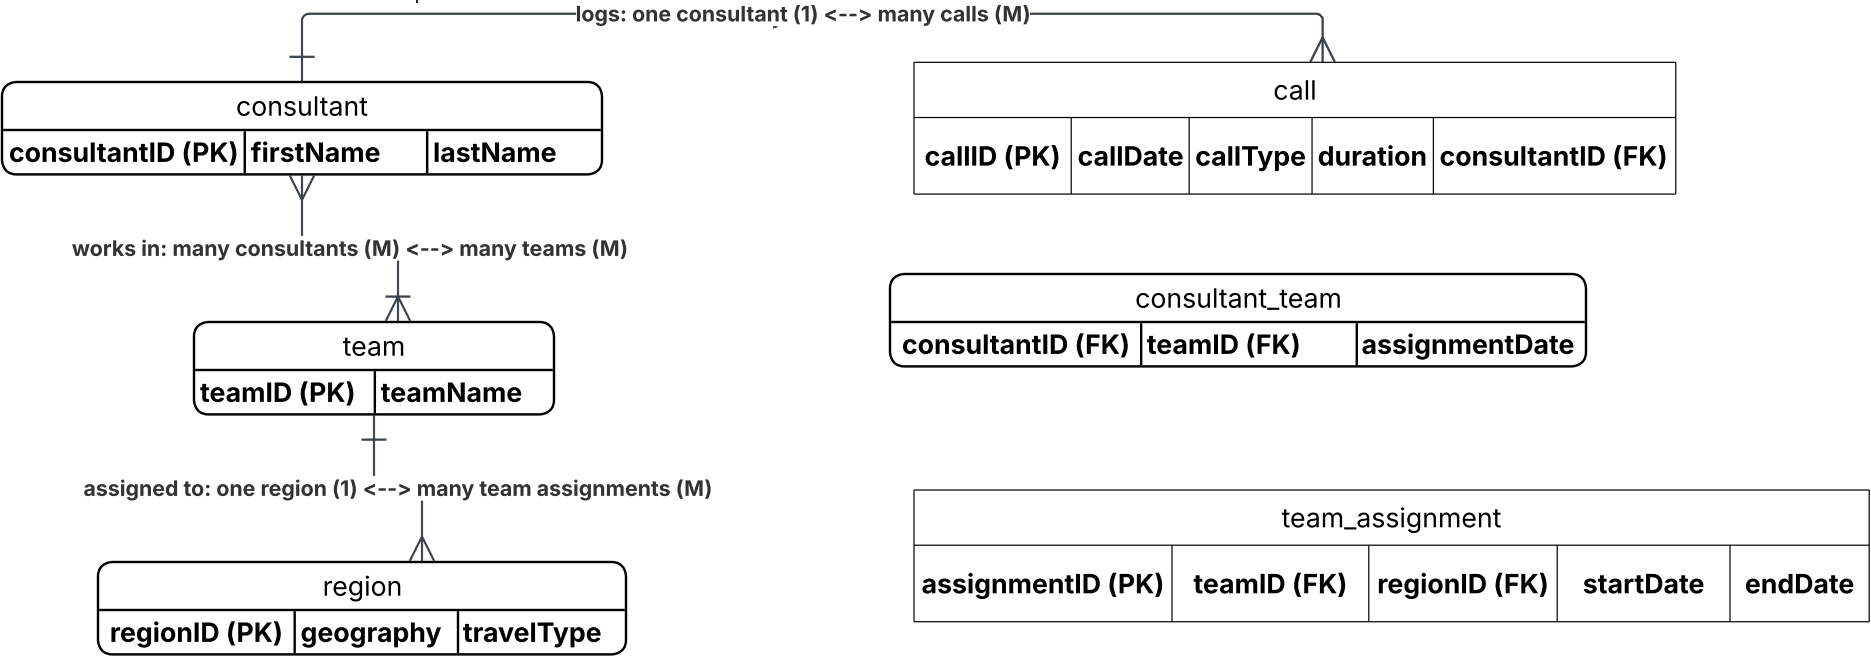 logs: one consultant (1) <--> many calls (M)
consultant
consultantID (PK) firstName lastName
call
callID (PK) callDate callType duration consultantID (FK)
works in: many consultants (M) <--> many teams (M)
consultant_team
consultantID (FK) teamID (FK) assignmentDate
team
teamID (PK) teamName
assigned to: one region (1) <--> many team assignments (M)
team_assignment
assignmentID (PK) teamID (FK) regionID (FK) startDate endDate
region
regionID (PK) geography travelType